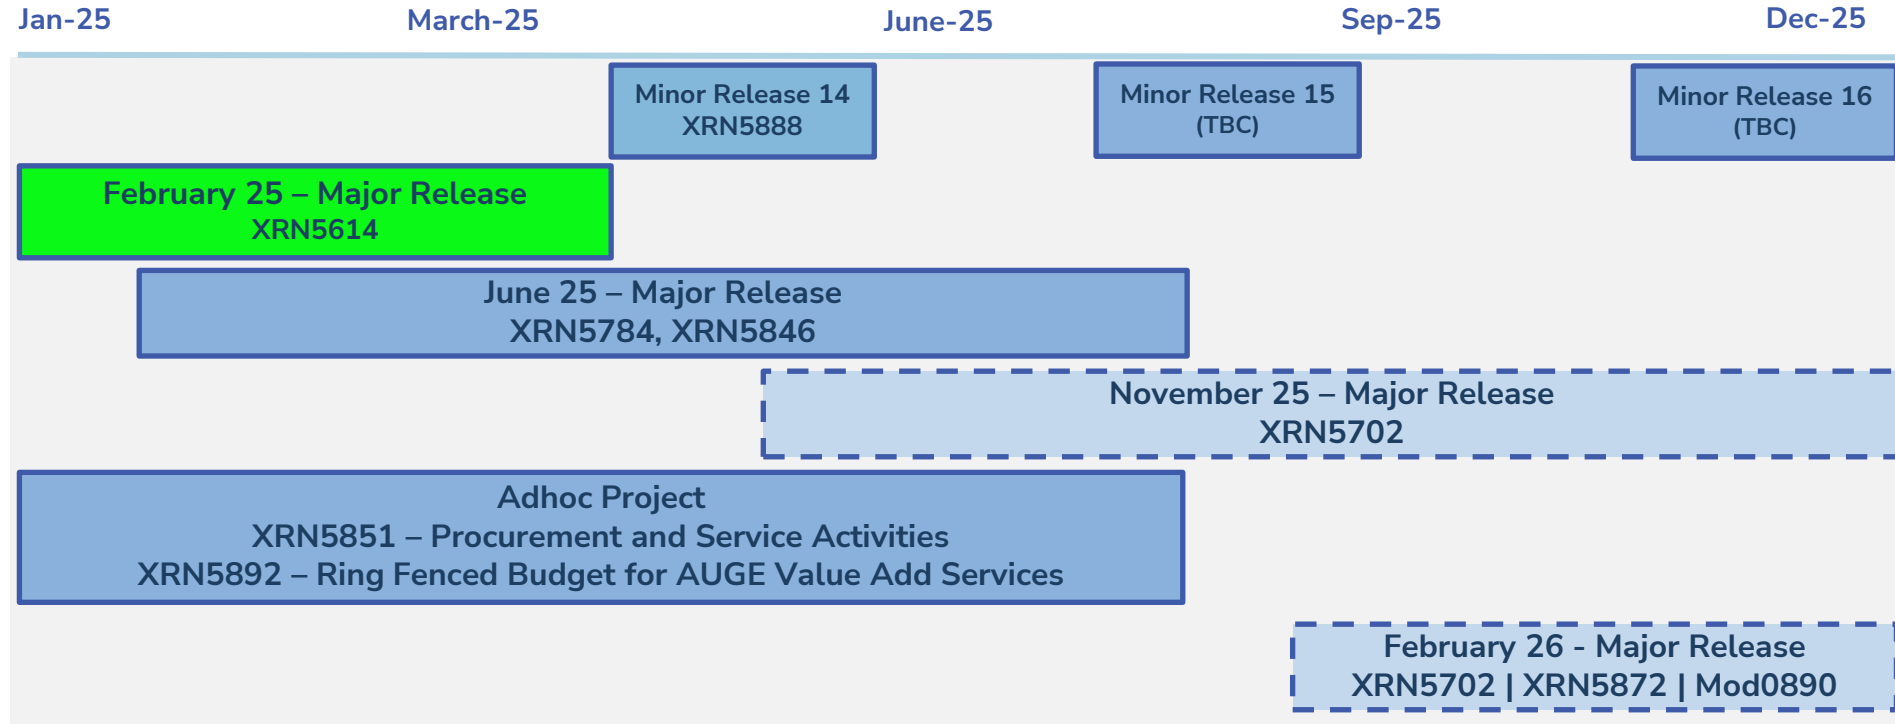 Jan-25
March-25
June-25
Sep-25
Dec-25
Minor Release 14
XRN5888
Minor Release 15
(TBC)
Minor Release 16
(TBC)
February 25 – Major Release
XRN5614
June 25 – Major Release
XRN5784, XRN5846
November 25 – Major Release
XRN5702
Adhoc Project
XRN5851 – Procurement and Service Activities
XRN5892 – Ring Fenced Budget for AUGE Value Add Services
February 26 - Major Release
XRN5702 | XRN5872 | Mod0890